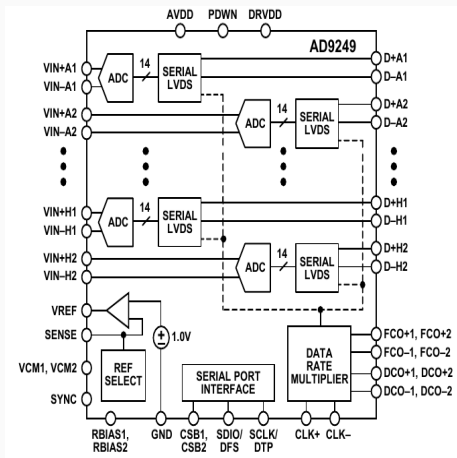 AVDD PDWN DRVDD
AD9249
VIN+A1
VIN–A1
ADC
14
SERIAL
LVDS
D+A1
D–A1
VIN+A2
VIN–A2
ADC
14
SERIAL
LVDS
D+A2
D–A2
VIN+H1
VIN–H1
ADC
14
SERIAL
LVDS
D+H1
D–H1
VIN+H2
VIN–H2
ADC
14
SERIAL
LVDS
D+H2
D–H2
VREF
SENSE
1.0V
REF
SELECT
VCM1, VCM2
SYNC
SERIAL PORT
INTERFACE
DATA
RATE
MULTIPLIER
FCO+1, FCO+2
FCO–1, FCO–2
DCO+1, DCO+2
DCO–1, DCO–2
RBIAS1,
RBIAS2
GND
CSB1,
CSB2
SDIO/
DFS
SCLK/
DTP
CLK+
CLK–